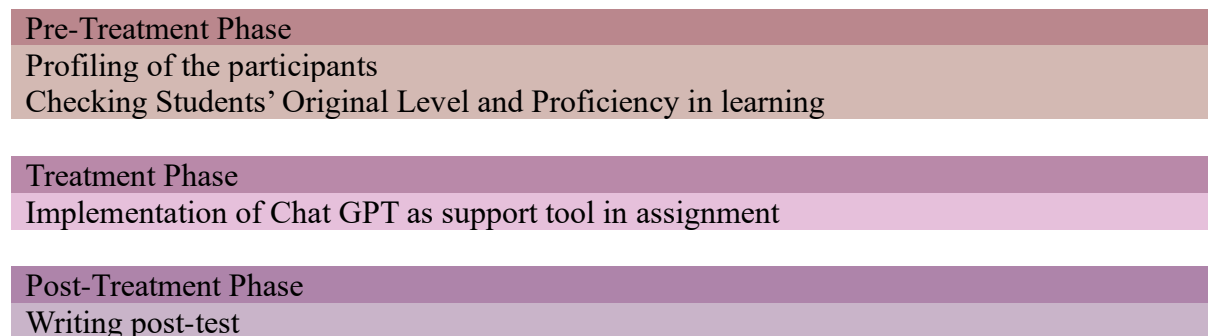 Pre-Treatment Phase
Profiling of the participants
Checking Students’ Original Level and Proficiency in learning
Treatment Phase
Implementation of Chat GPT as support tool in assignment
Post-Treatment Phase
Writing post-test